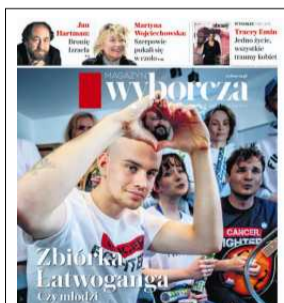 Jan
Hartman:
Bronię
Izraela
Martyna
Wojciechowska:
Szerpowie
pukali się
w czoło
Tracey Emin
Jedno życie,
wszystkie
traumy kobiet
MAGAZYN
wyborcza
CANCER
FIGHTER
Zbiórka
Łatwoganga
Czy młodzi